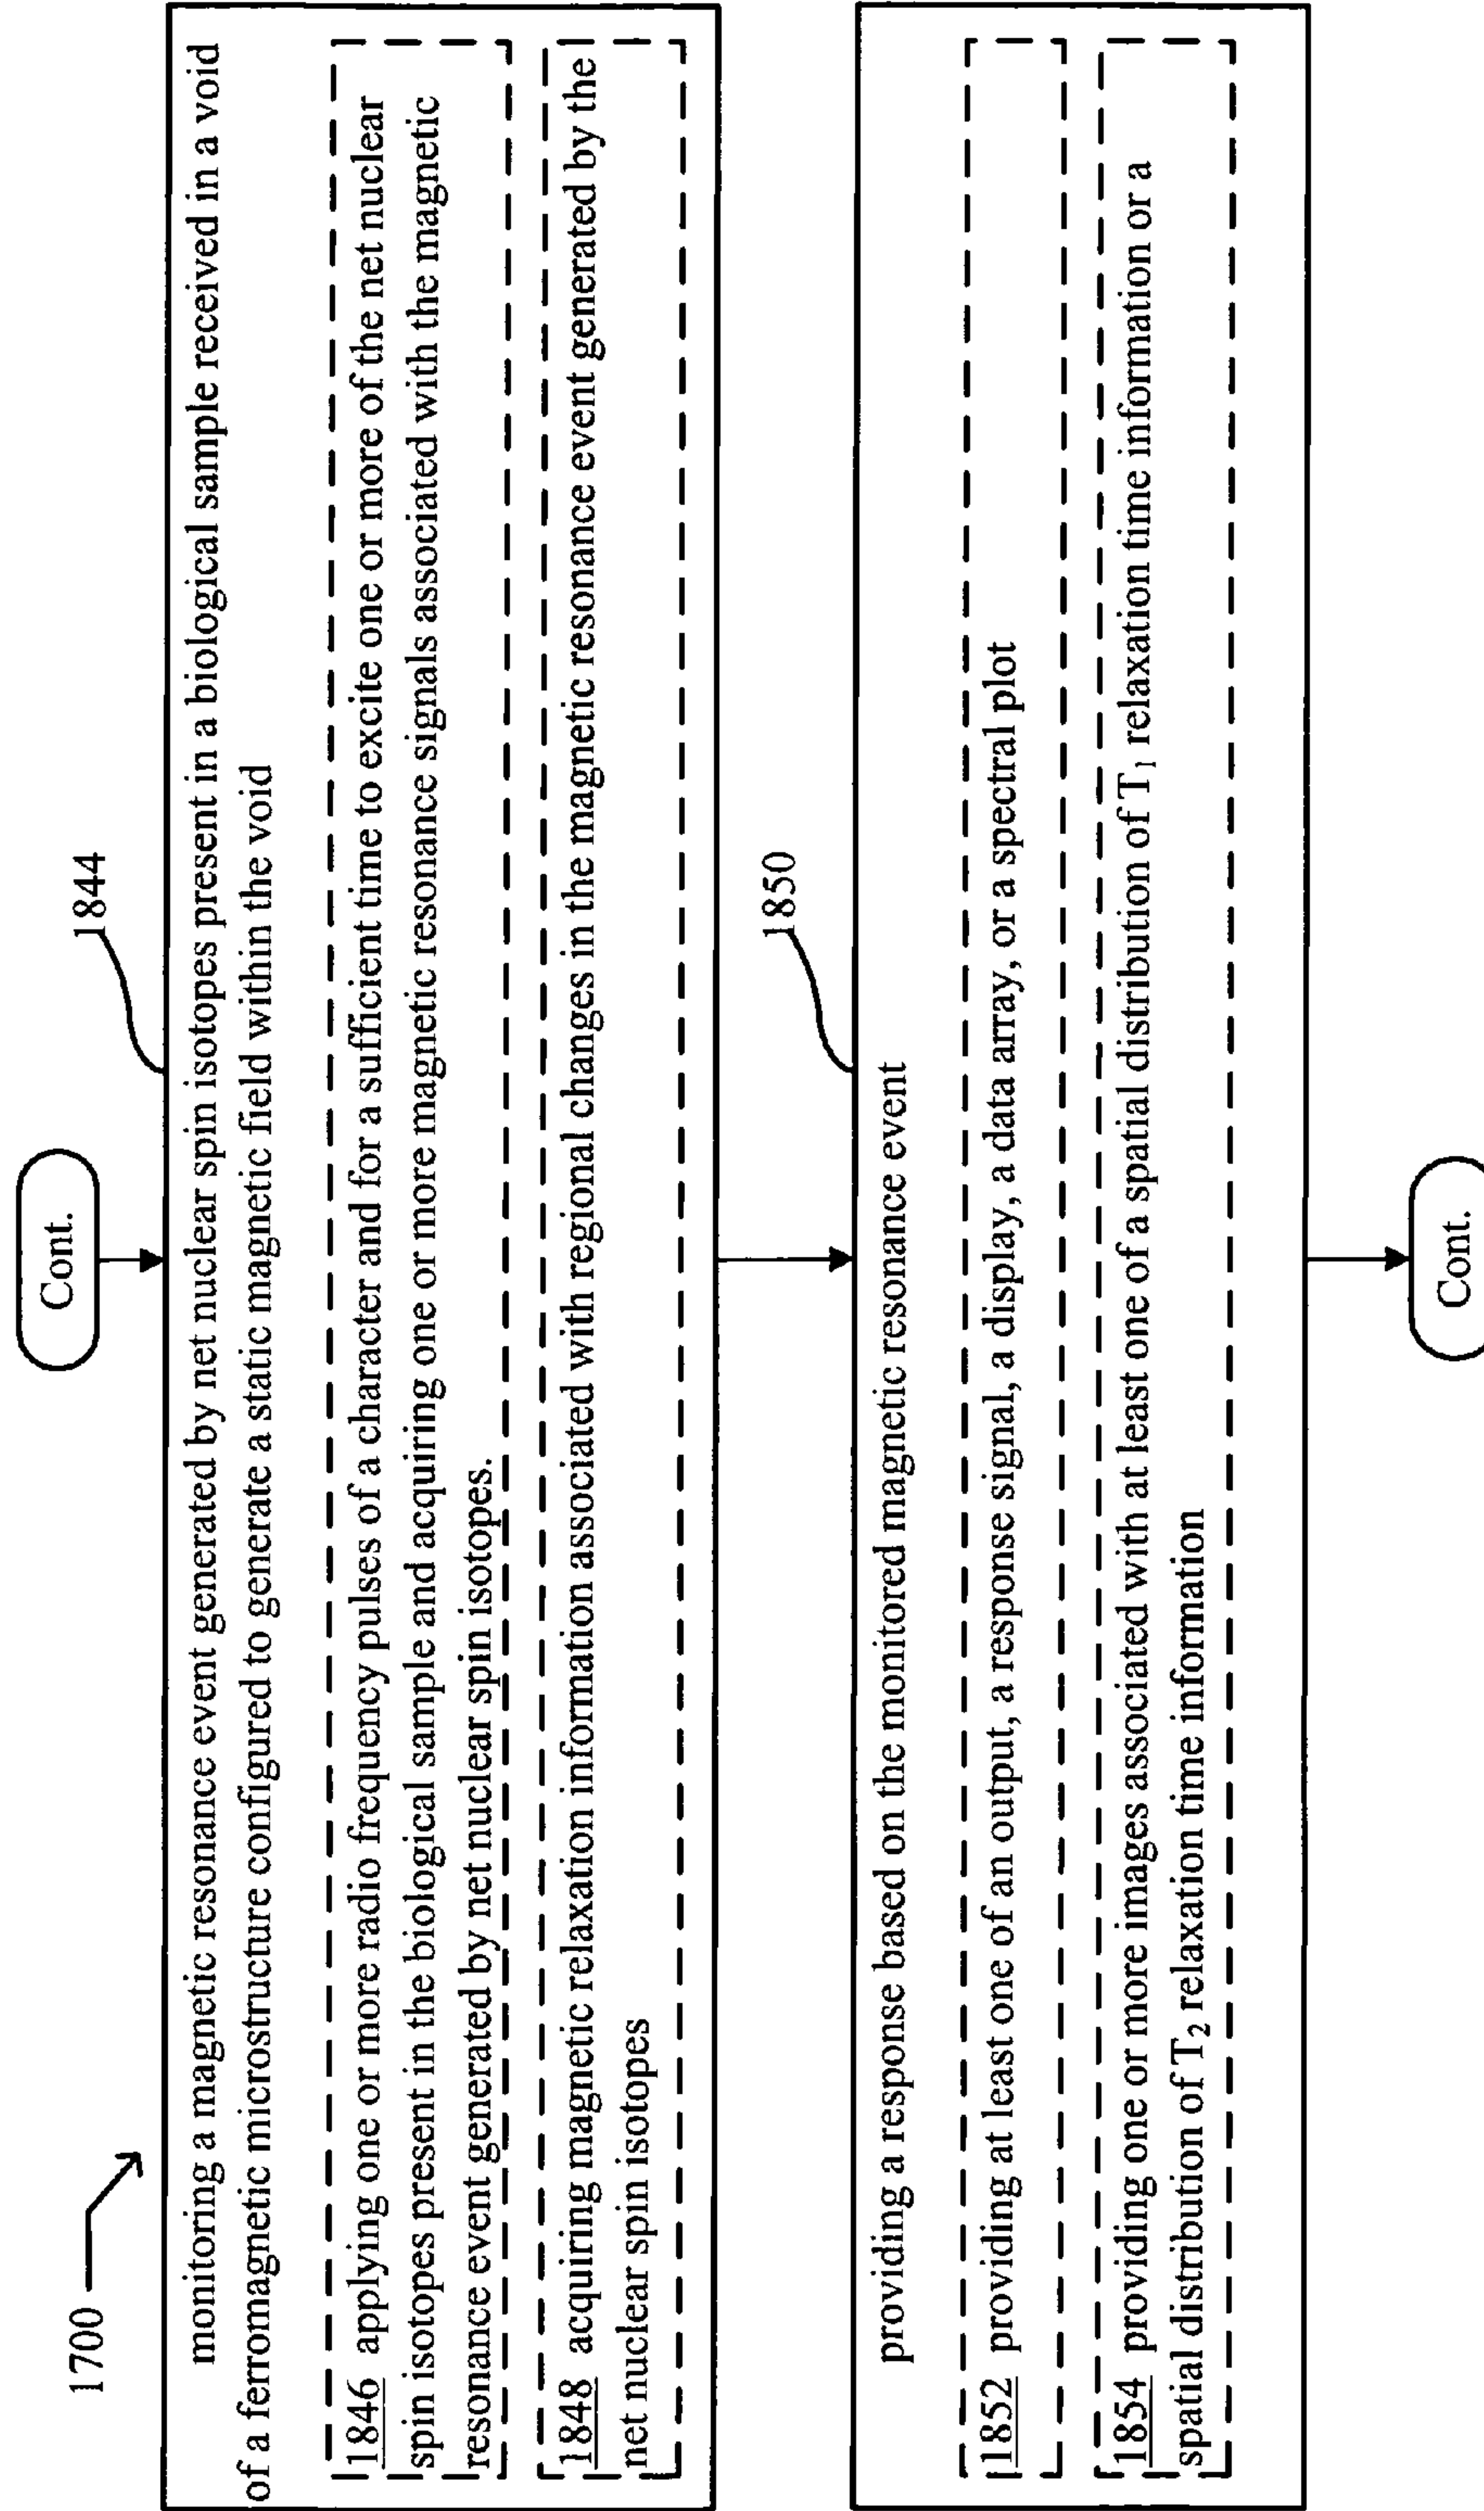 1700
Cont.
1844
monitoring a magnetic resonance event generated by net nuclear spin isotopes present in a biological sample received in a void
of a ferromagnetic microstructure configured to generate a static magnetic field within the void
1846 applying one or more radio frequency pulses of a character and for a sufficient time to excite one or more of the net nuclear
spin isotopes present in the biological sample and acquiring one or more magnetic resonance signals associated with the magnetic
resonance event generated by net nuclear spin isotopes.
1848 acquiring magnetic relaxation information associated with regional changes in the magnetic resonance event generated by the
net nuclear spin isotopes
1850
providing a response based on the monitored magnetic resonance event
1852 providing at least one of an output, a response signal, a display, a data array, or a spectral plot
1854 providing one or more images associated with at least one of a spatial distribution of T₁ relaxation time information or a
spatial distribution of T₂ relaxation time information
Cont.